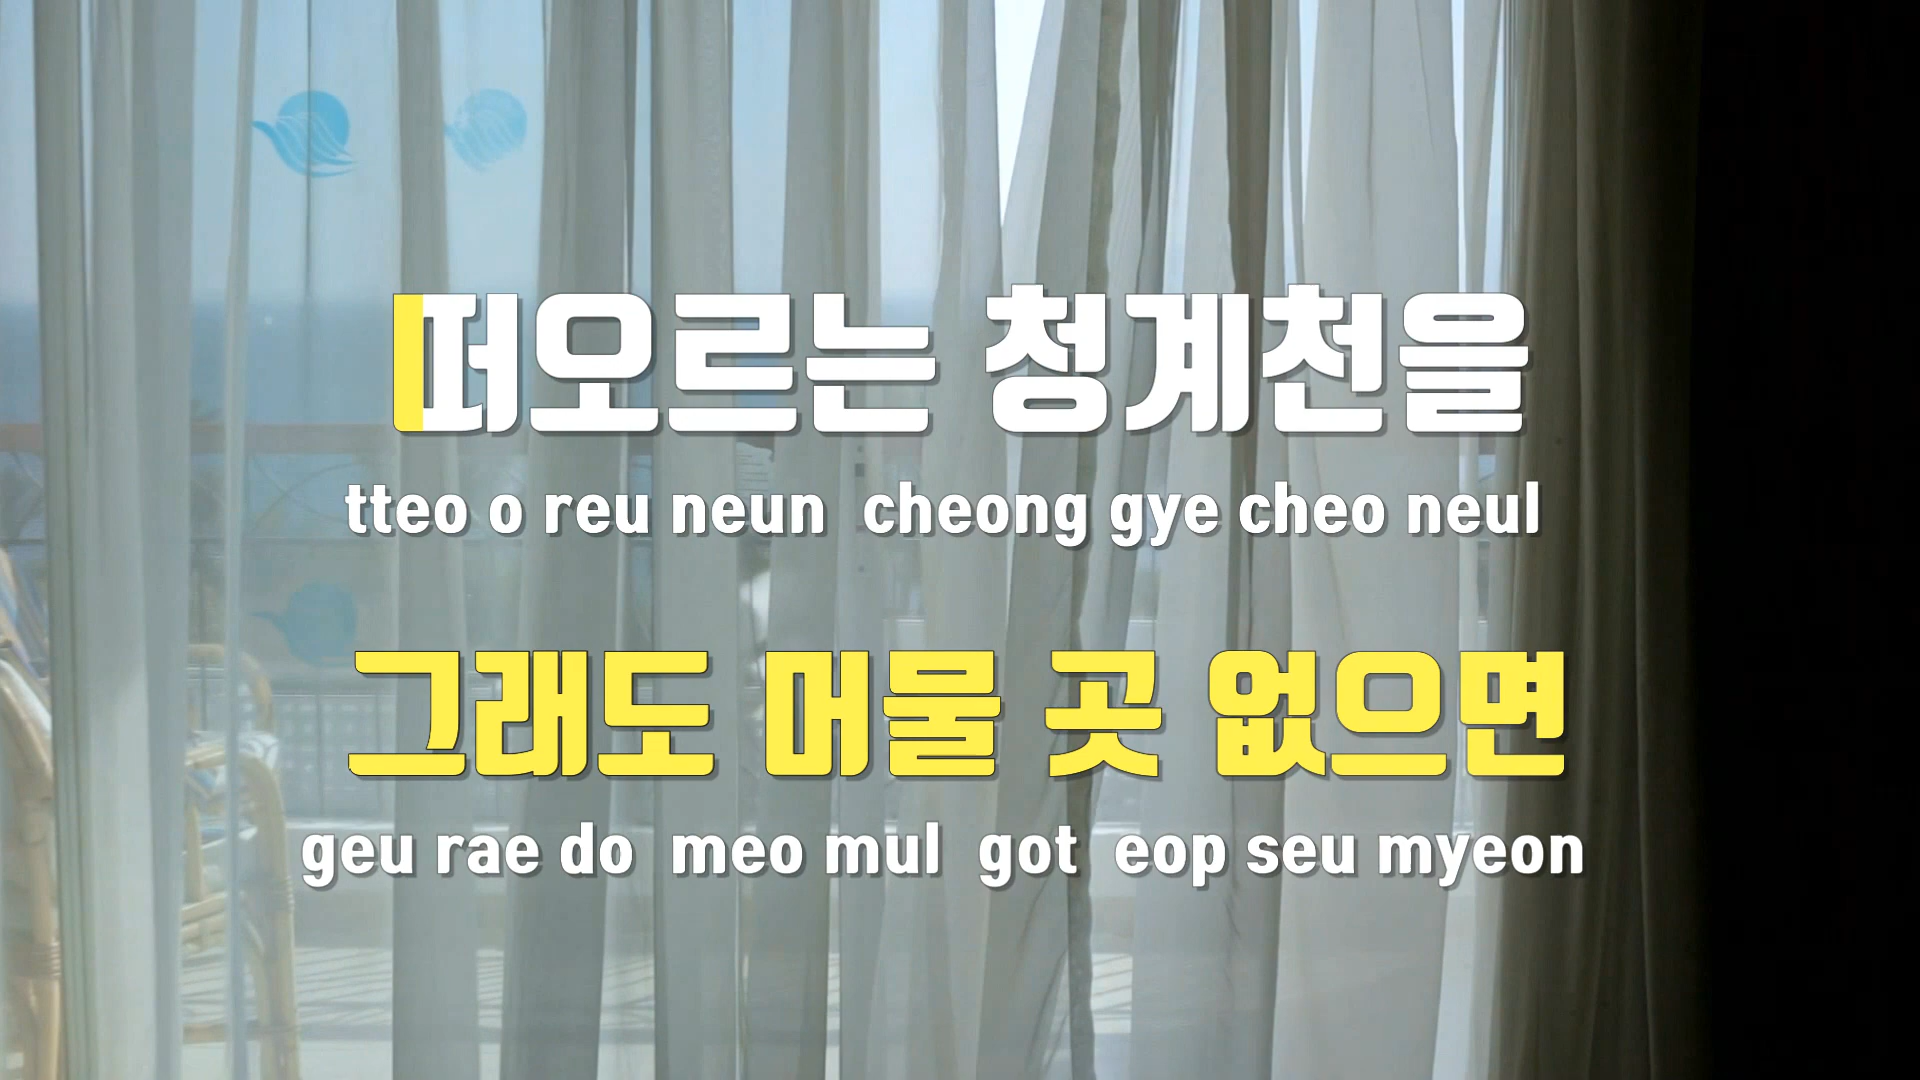 떠오르는 청계천을
tteo o reu neun cheong gye cheo neul
그래도 머물 곳 없으면
geu rae do meo mul got eop seu myeon